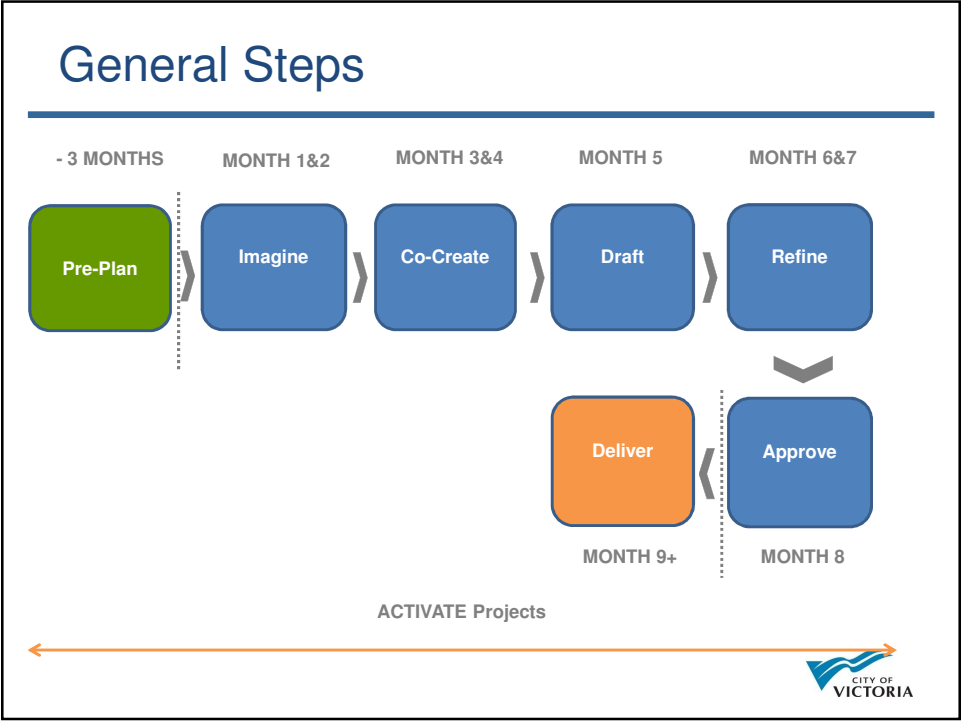 General Steps
- 3 MONTHS
MONTH 1&2
MONTH 3&4
MONTH 5
MONTH 6&7
Pre-Plan
Imagine
Co-Create
Draft
Refine
Deliver
Approve
MONTH 9+
MONTH 8
ACTIVATE Projects
CITY OF
VICTORIA